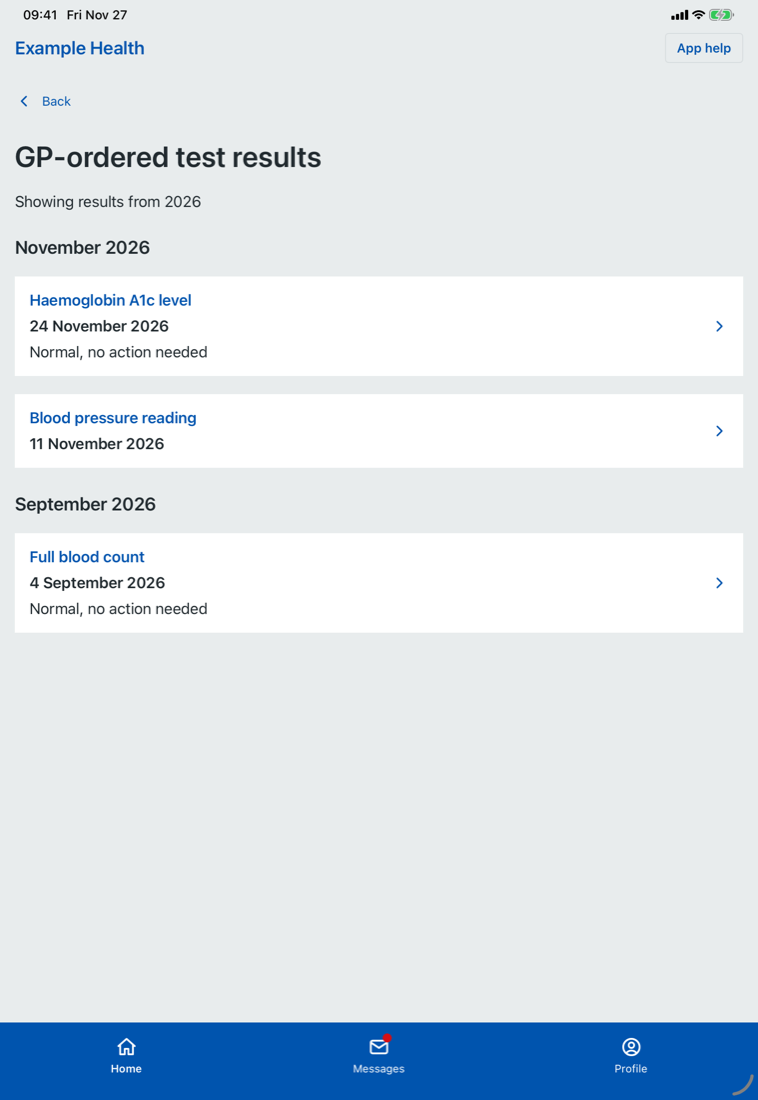 09:41 Fri Nov 27
Example Health
App help
Back
GP-ordered test results
Showing results from 2026
November 2026
Haemoglobin A1c level
24 November 2026
Normal, no action needed
Blood pressure reading
11 November 2026
September 2026
Full blood count
4 September 2026
Normal, no action needed
Home
Messages
Profile